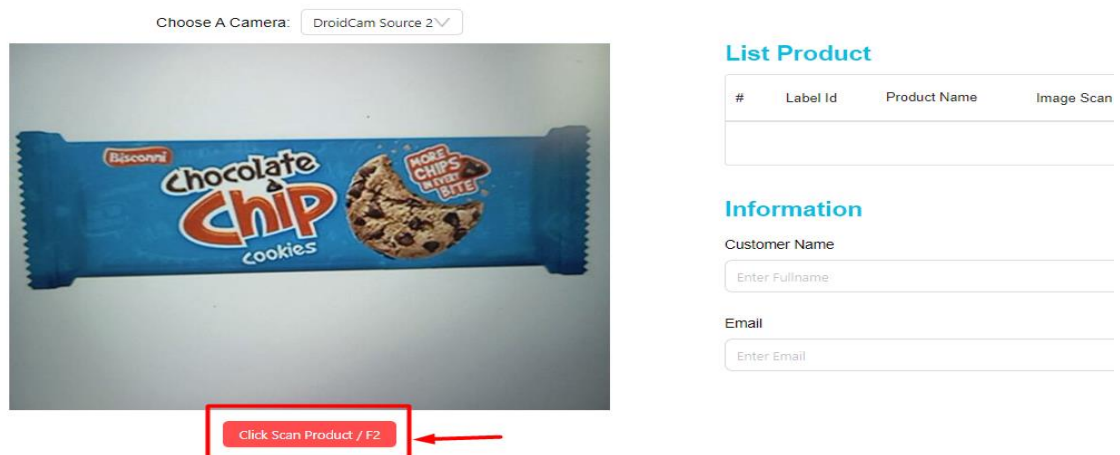 Choose A Camera: DroidCam Source 2
Bisconni
Chocolate
Chip
cookies
MORE
CHIPS
IN EVERY
BITE
Click Scan Product / F2
List Product
# Label Id Product Name Image Scan
Information
Customer Name
Enter Fullname
Email
Enter Email